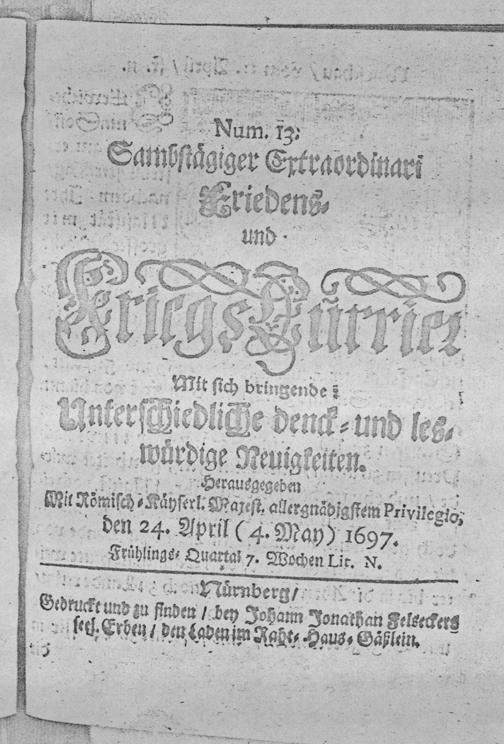 Num. 13.
Sambstägiger Extraordinari
Friedens-
und
Kriegs Currier
Mit sich bringende
Unterschiedliche denck- und les-
würdige Neuigkeiten.
Herausgegeben
Mit Römisch-Käyserl. Majest. allergnädigstem Privilegio,
den 24. April (4. May) 1697.
Frühlings-Quartal 7. Wochen Lit. N.
Nürnberg/
Gedruckt und zu finden / bey Johann Jonathan Felseckers
seel. Erben / den Laden im Raht-Haus-Gäßlein.